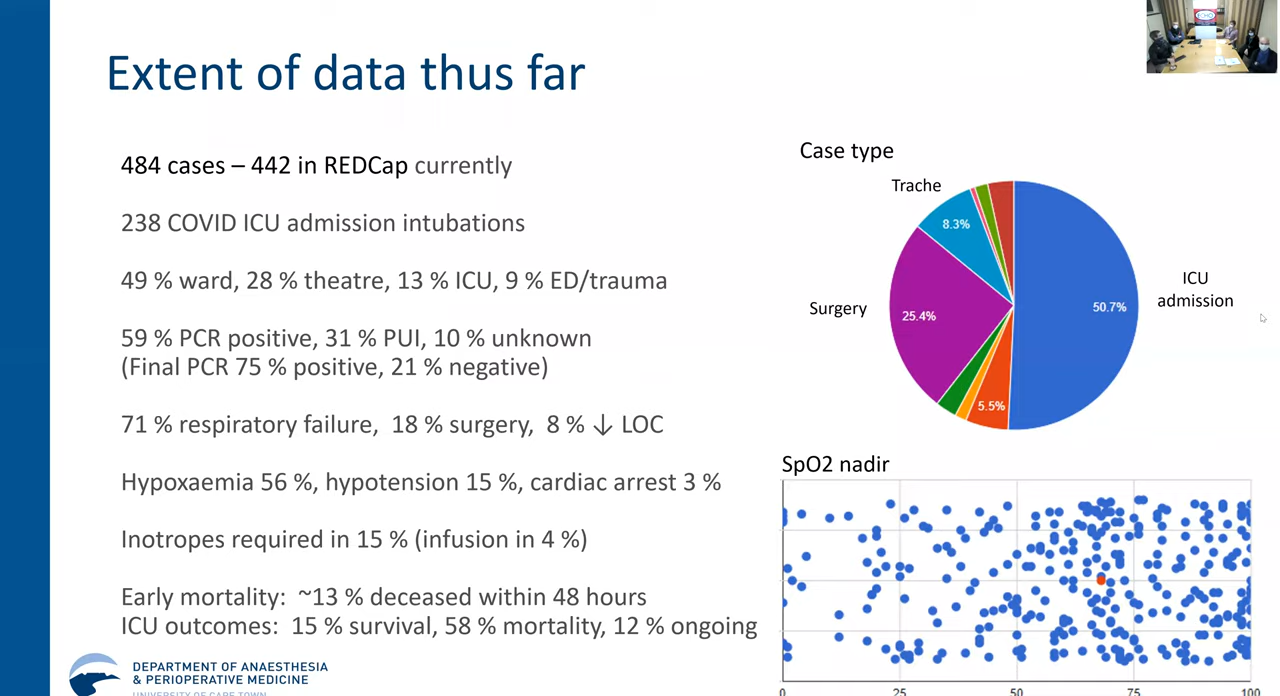 Extent of data thus far
484 cases – 442 in REDCap currently
238 COVID ICU admission intubations
49 % ward, 28 % theatre, 13 % ICU, 9 % ED/trauma
59 % PCR positive, 31 % PUI, 10 % unknown
(Final PCR 75 % positive, 21 % negative)
71 % respiratory failure, 18 % surgery, 8 % ↓ LOC
Hypoxaemia 56 %, hypotension 15 %, cardiac arrest 3 %
Inotropes required in 15 % (infusion in 4 %)
Early mortality: ~13 % deceased within 48 hours
ICU outcomes: 15 % survival, 58 % mortality, 12 % ongoing
DEPARTMENT OF ANAESTHESIA
& PERIOPERATIVE MEDICINE
UNIVERSITY OF CAPE TOWN
Case type
Trache
8.3%
ICU
admission
50.7%
Surgery
25.4%
5.5%
SpO2 nadir
0 25 50 75 100